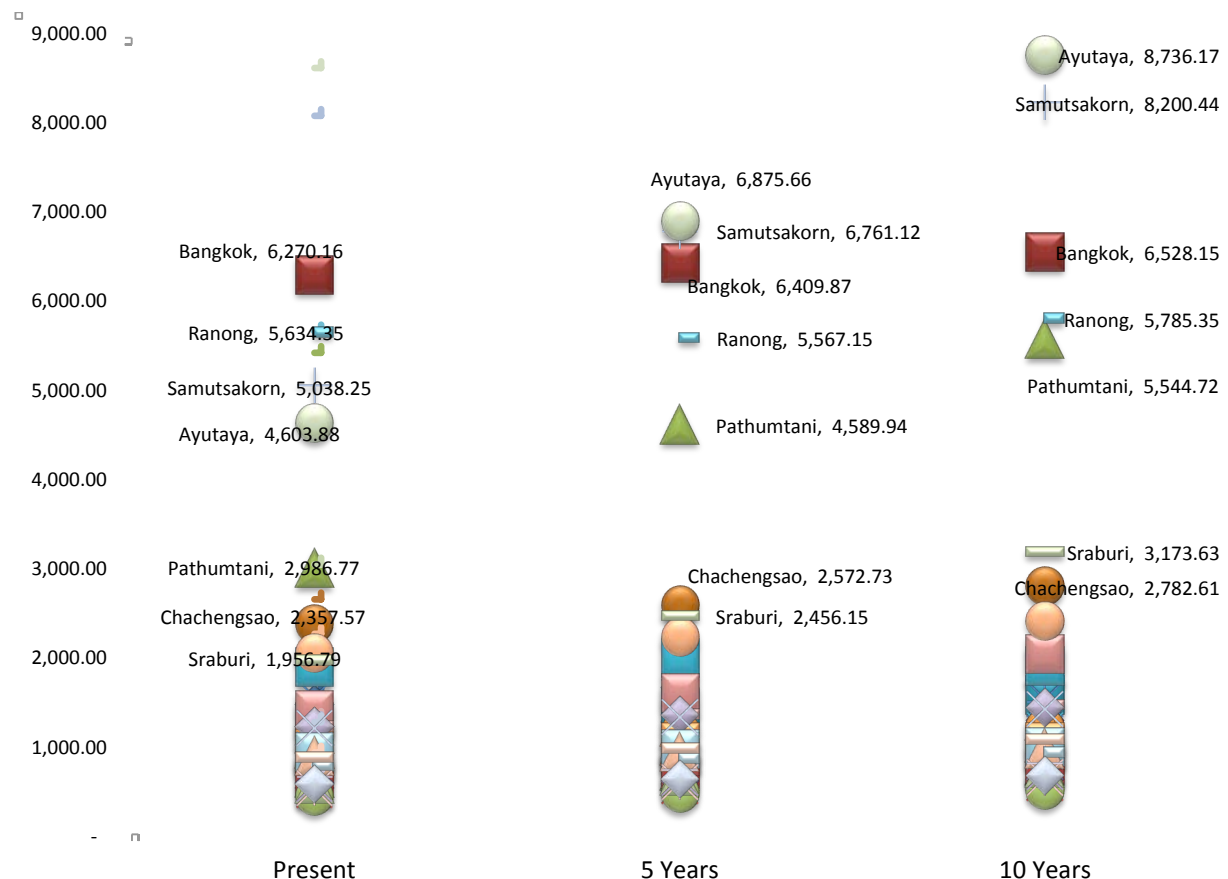 9,000.00
8,000.00
7,000.00
6,000.00
5,000.00
4,000.00
3,000.00
2,000.00
1,000.00
-
Bangkok, 6,270.16
Ranong, 5,634.35
Samutsakorn, 5,038.25
Ayutaya, 4,603.88
Pathumtani, 2,986.77
Chachengsao, 2,357.57
Sraburi, 1,956.79
Ayutaya, 6,875.66
Samutsakorn, 6,761.12
Bangkok, 6,409.87
Ranong, 5,567.15
Pathumtani, 4,589.94
Chachengsao, 2,572.73
Sraburi, 2,456.15
Ayutaya, 8,736.17
Samutsakorn, 8,200.44
Bangkok, 6,528.15
Ranong, 5,785.35
Pathumtani, 5,544.72
Sraburi, 3,173.63
Chachengsao, 2,782.61
Present
5 Years
10 Years